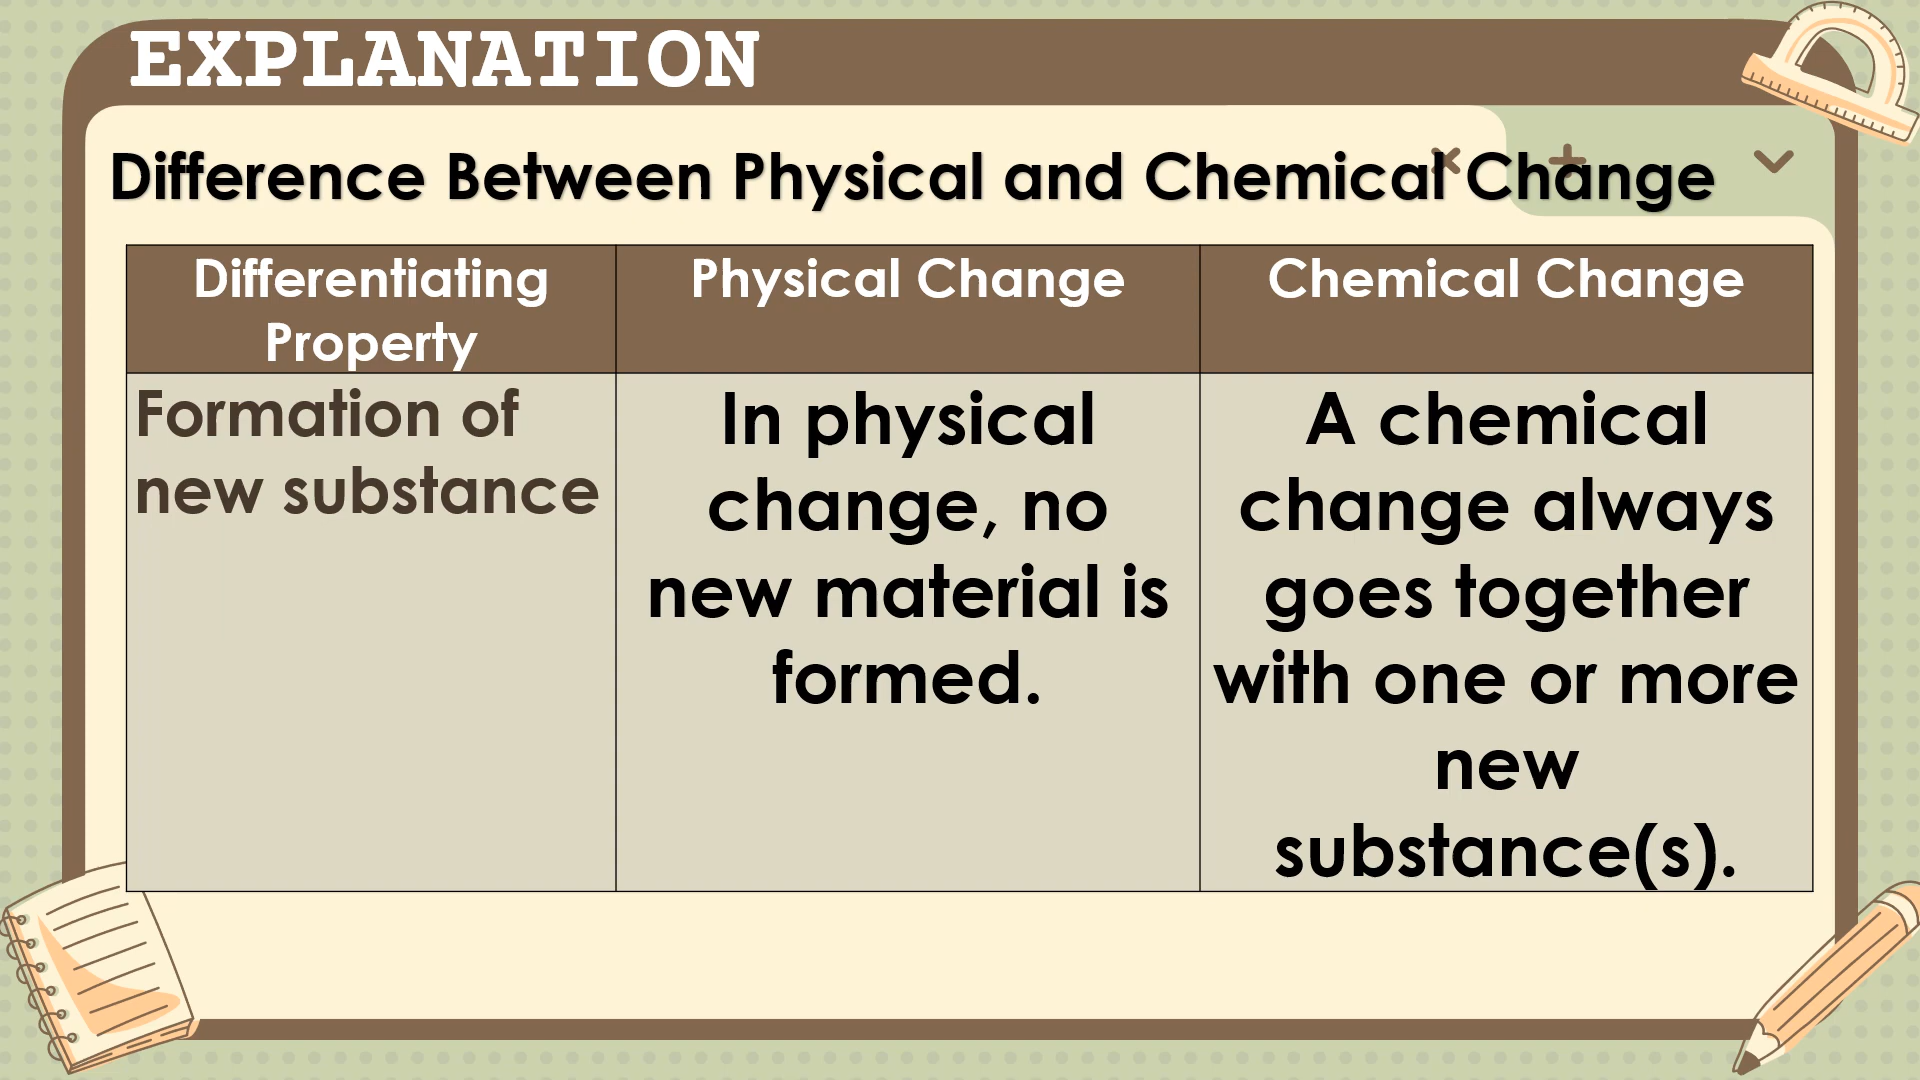 EXPLANATION
Difference Between Physical and Chemical Change
Differentiating
Property
Physical Change
Chemical Change
Formation of
new substance
In physical
change, no
new material is
formed.
A chemical
change always
goes together
with one or more
new
substance(s).